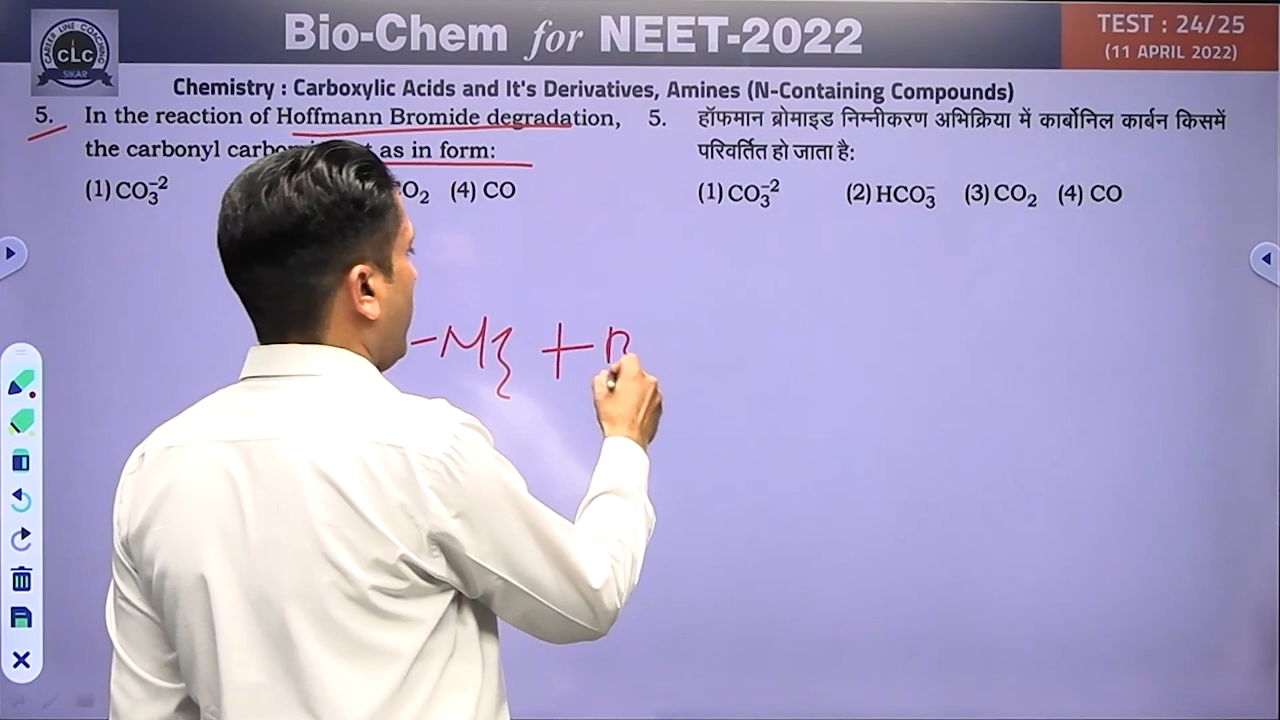 Bio-Chem for NEET-2022
TEST : 24/25
(11 APRIL 2022)
CAREER LINE COACHING
CLC
SIKAR
Chemistry : Carboxylic Acids and It's Derivatives, Amines (N-Containing Compounds)
5. In the reaction of Hoffmann Bromide degradation,
the carbonyl as in form:
(1) CO₃⁻² CO₂ (4) CO
5. हॉफमान ब्रोमाइड निम्नीकरण अभिक्रिया में कार्बोनिल कार्बन किसमें
परिवर्तित हो जाता है:
(1) CO₃⁻² (2) HCO₃⁻ (3) CO₂ (4) CO